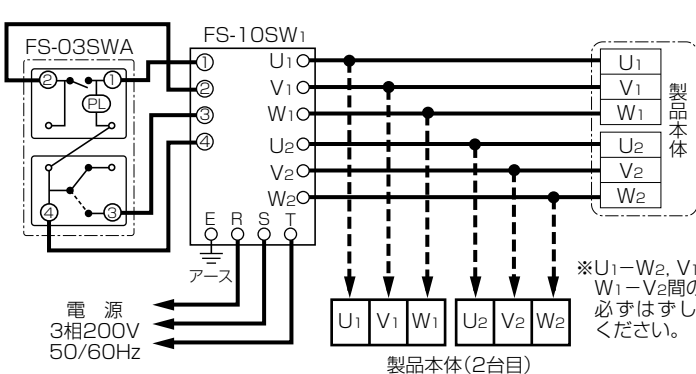 FS-10SW1
FS-03SWA
② ① PL
④ ③
① U1
② V1
③ W1
④ U2
V2
W2
E R S T
アース
U1
V1
W1
U2
V2
W2
製品本体
電源
3相200V
50/60Hz
U1 V1 W1 U2 V2 W2
製品本体(2台目)
※U1-W2, V1
W1-V2間の
必ずはずし
ください。